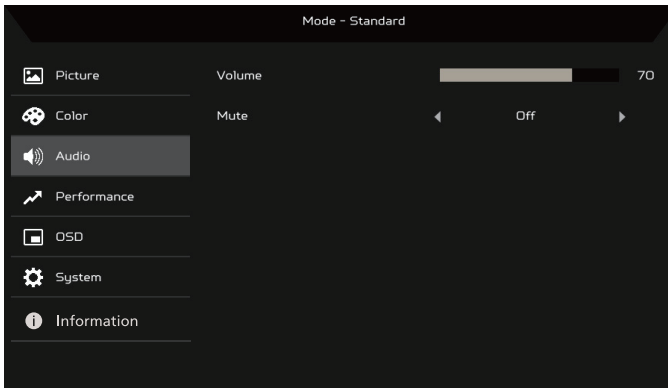 Mode - Standard
Picture
Volume 70
Color
Mute Off
Audio
Performance
OSD
System
Information